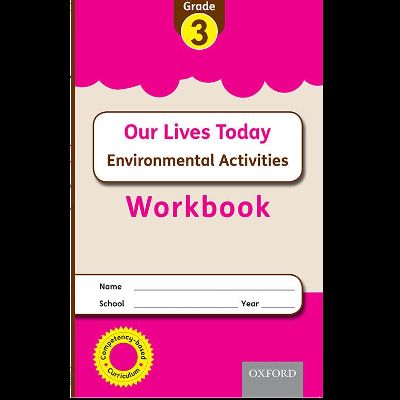 Grade
3
Our Lives Today
Environmental Activities
Workbook
Name
School Year
Competency-based
Curriculum
OXFORD